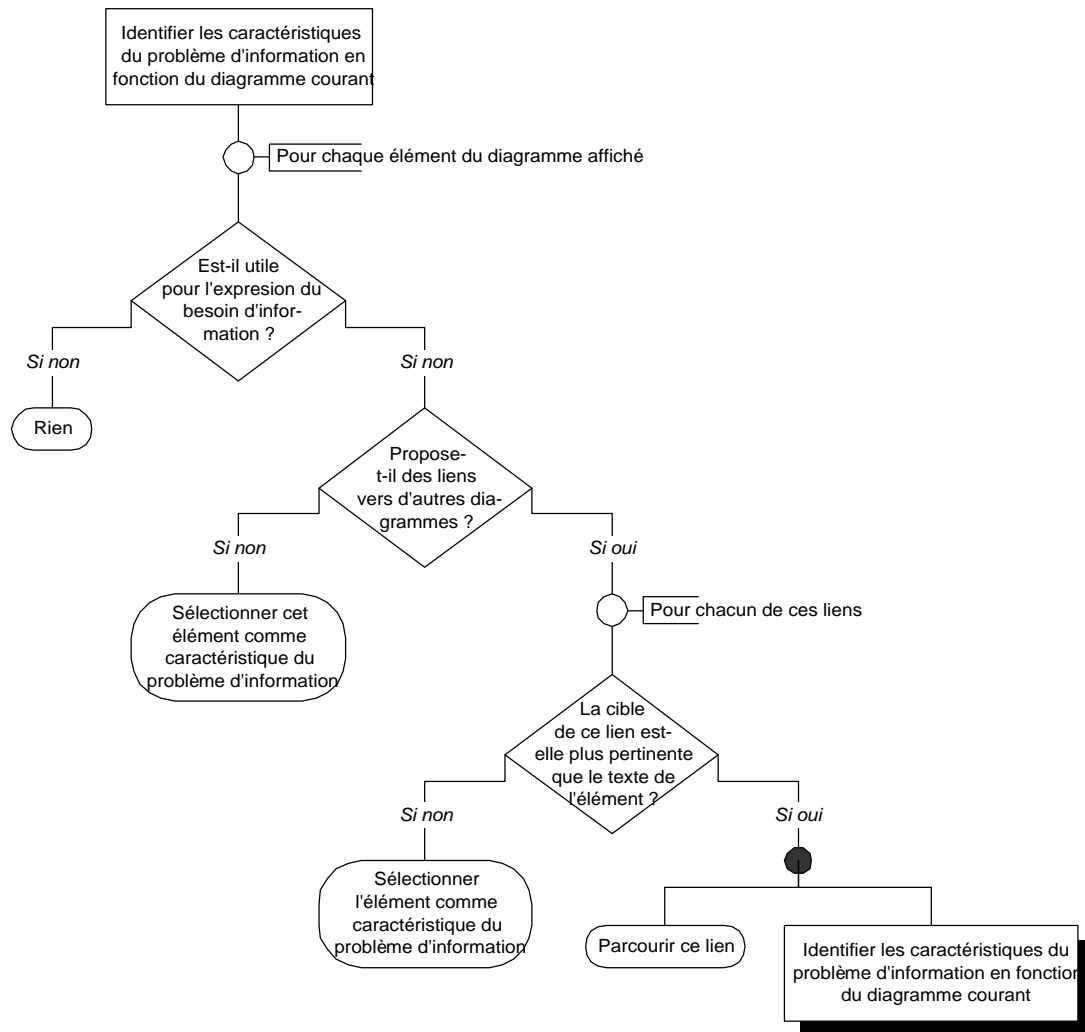 Identifier les caractéristiques
du problème d'information en
fonction du diagramme courant
Pour chaque élément du diagramme affiché
Est-il utile
pour l'expresion du
besoin d'infor-
mation ?
Si non
Si non
Rien
Propose-
t-il des liens
vers d'autres dia-
grammes ?
Si non
Si oui
Sélectionner cet
élément comme
caractéristique du
problème d'information
Pour chacun de ces liens
La cible
de ce lien est-
elle plus pertinente
que le texte de
l'élément ?
Si non
Si oui
Sélectionner
l'élément comme
caractéristique du
problème d'information
Parcourir ce lien
Identifier les caractéristiques du
problème d'information en fonction
du diagramme courant